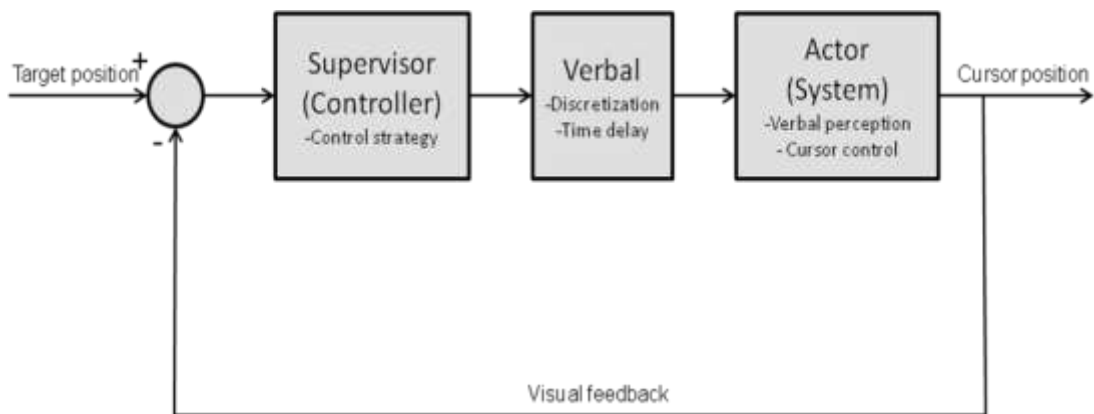 Target position
+
-
Supervisor
(Controller)
-Control strategy
Verbal
-Discretization
-Time delay
Actor
(System)
-Verbal perception
- Cursor control
Cursor position
Visual feedback